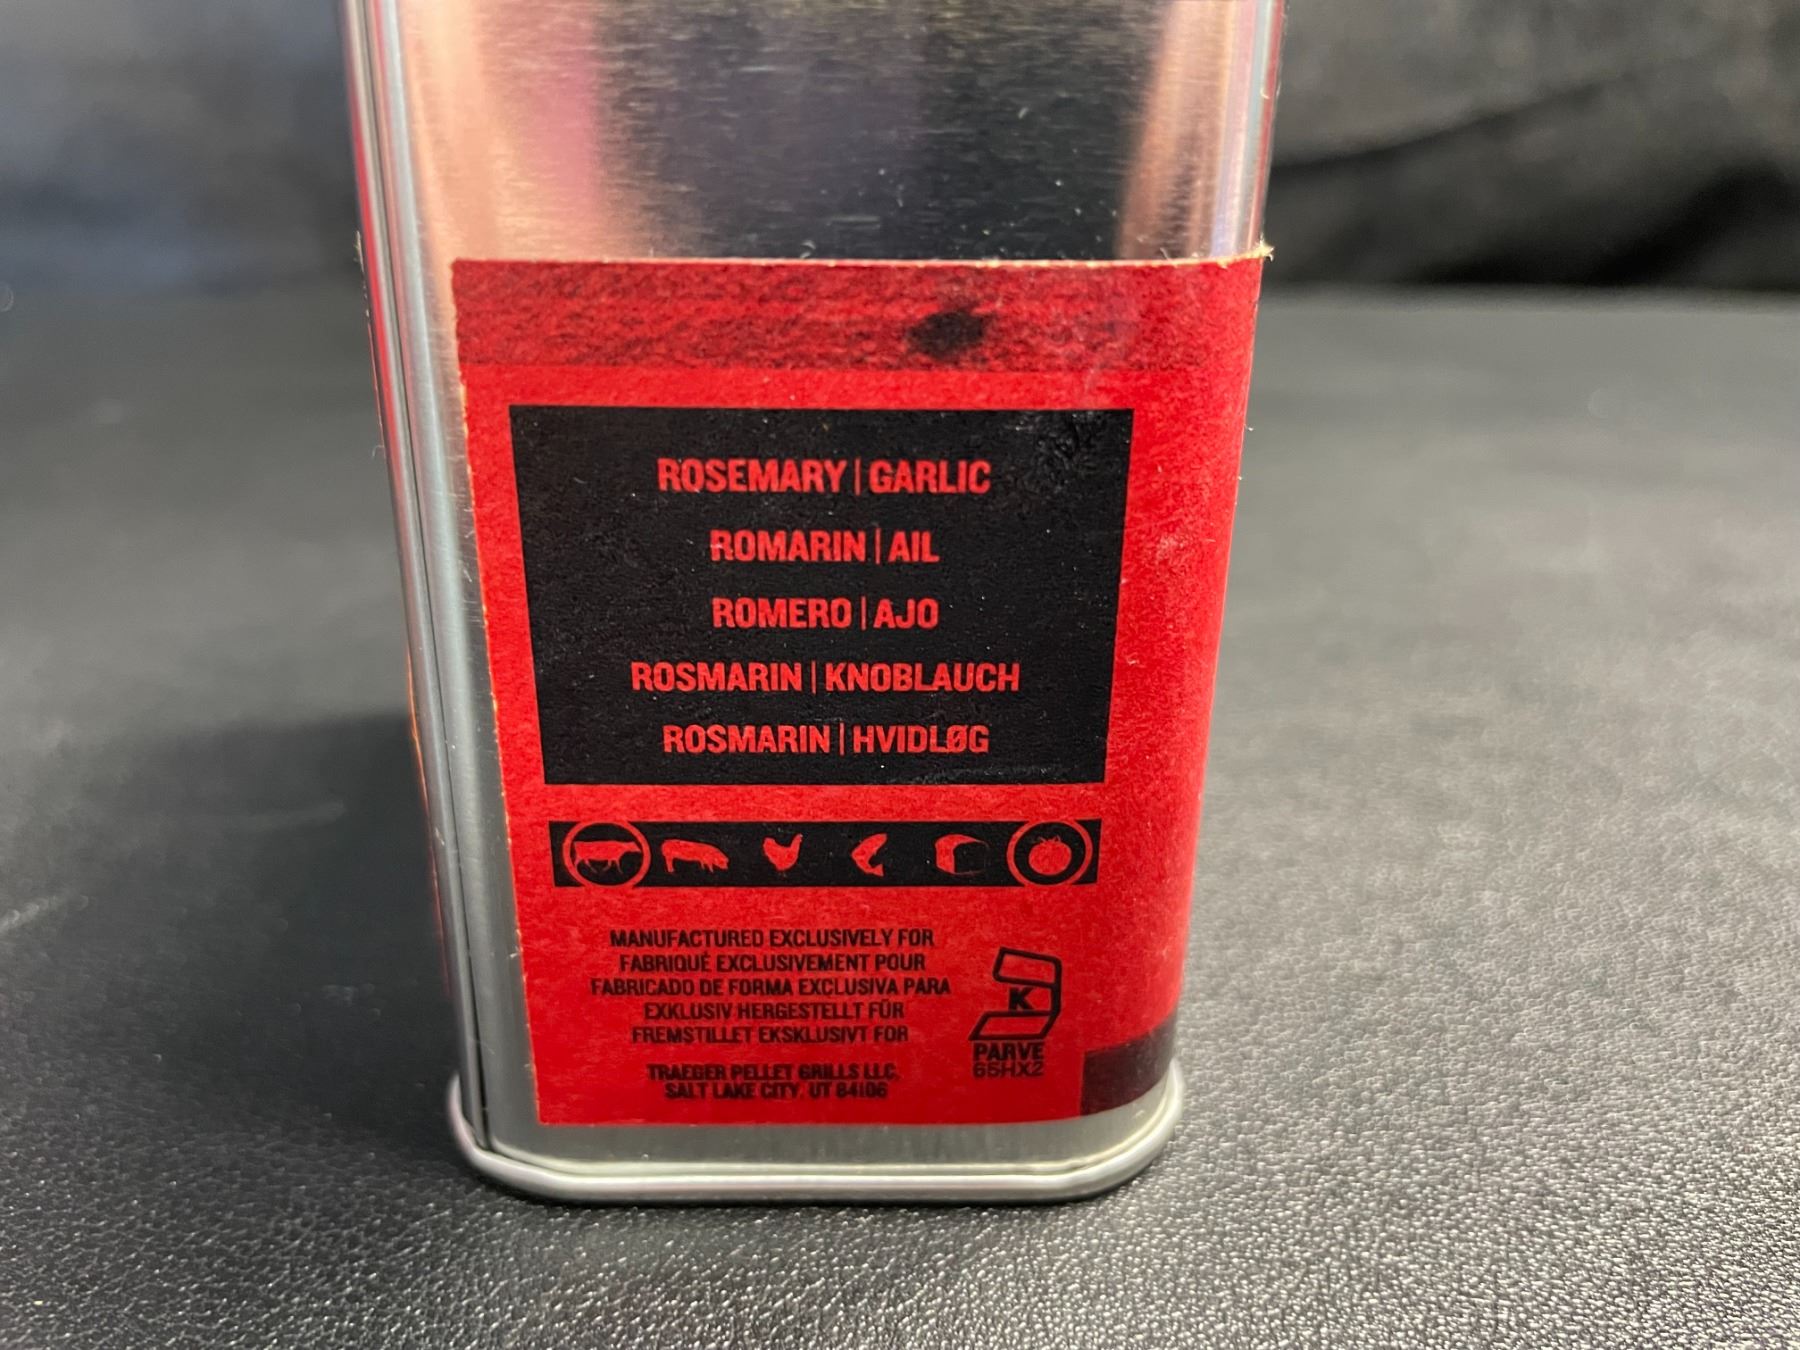 ROSEMARY | GARLIC
ROMARIN | AIL
ROMERO | AJO
ROSMARIN | KNOBLAUCH
ROSMARIN | HVIDLØG
MANUFACTURED EXCLUSIVELY FOR
FABRIQUÉ EXCLUSIVEMENT POUR
FABRICADO DE FORMA EXCLUSIVA PARA
EXKLUSIV HERGESTELLT FÜR
FREMSTILLET EKSKLUSIVT FOR
TRAEGER PELLET GRILLS LLC,
SALT LAKE CITY, UT 84106
K
PARVE
65HX2